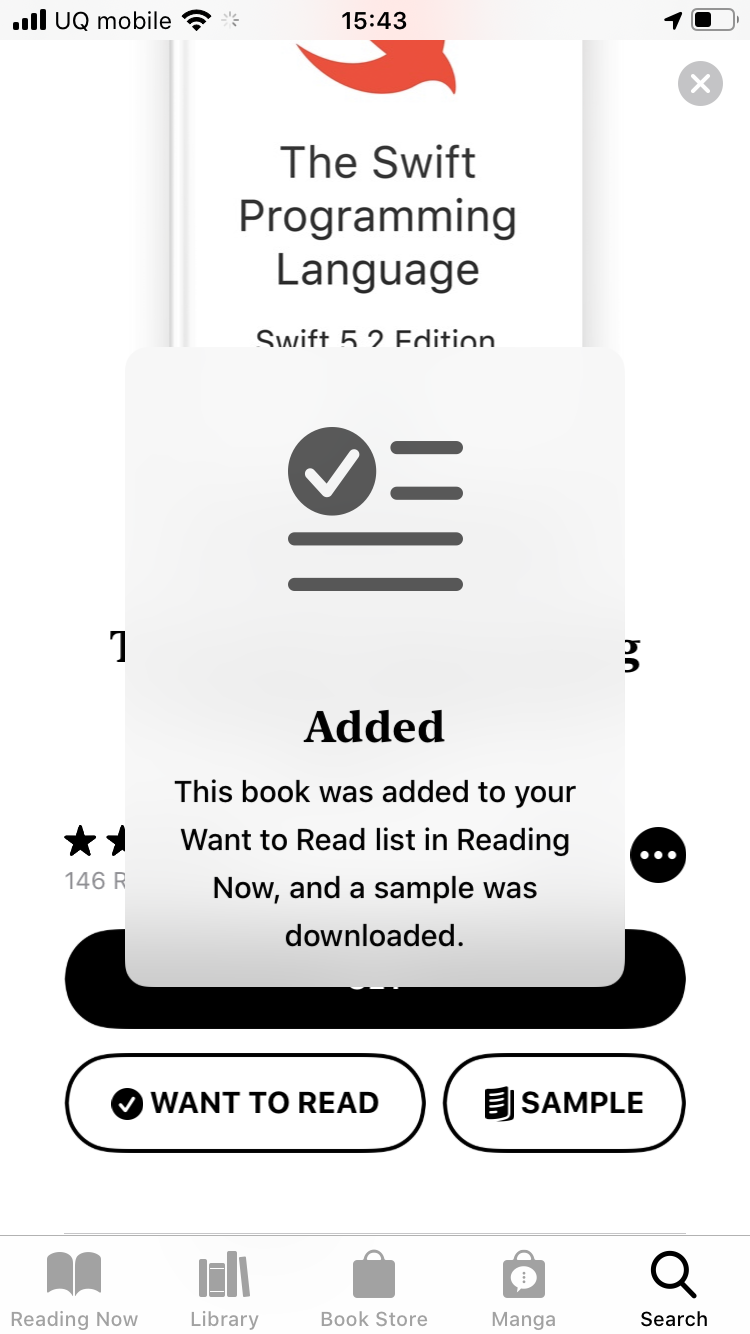 UQ mobile 15:43
The Swift
Programming
Language
Swift 5.2 Edition
Added
This book was added to your
Want to Read list in Reading
Now, and a sample was
downloaded.
146
WANT TO READ
SAMPLE
Reading Now
Library
Book Store
Manga
Search